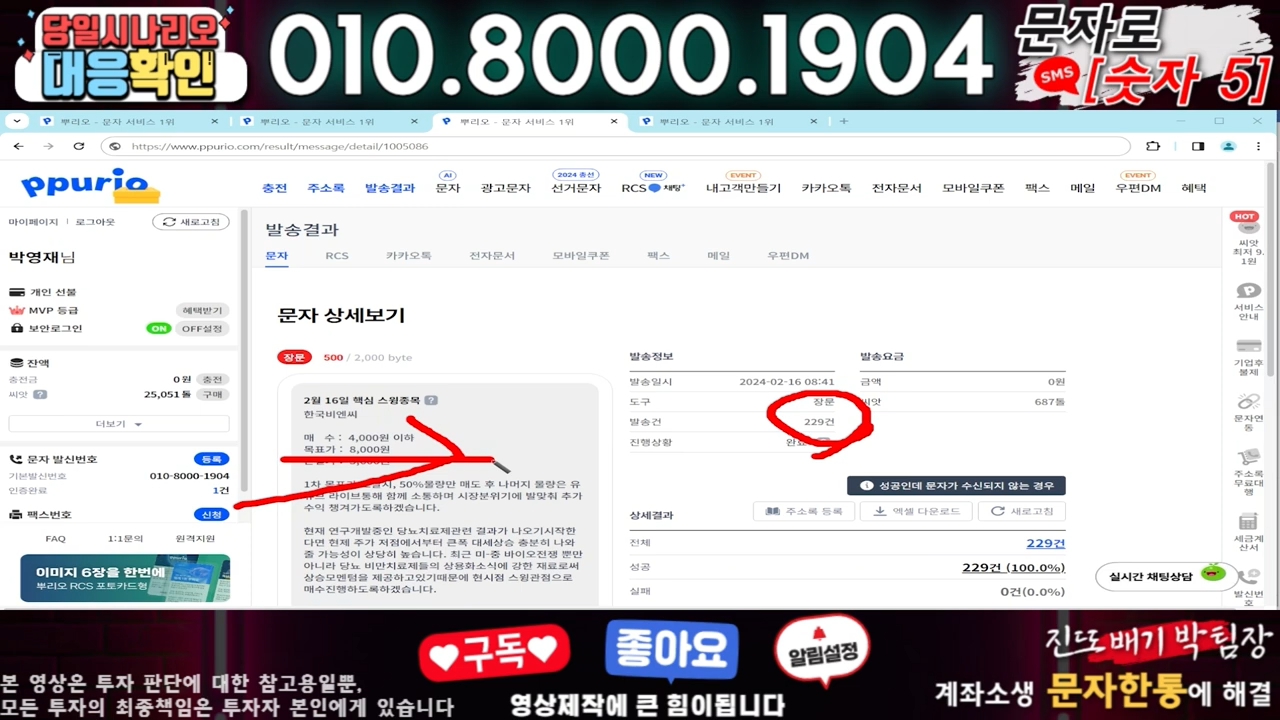 당일시나리오
대응확인
010.8000.1904
문자로
SMS
[숫자 5]
뿌리오 - 문자 서비스 1위
뿌리오 - 문자 서비스 1위
뿌리오 - 문자 서비스 1위
뿌리오 - 문자 서비스 1위
https://www.ppurio.com/result/message/detail/1005086
ppurio
AI
2024 총선
NEW
EVENT
EVENT
충전 주소록 발송결과 문자 광고문자 선거문자 RCS 채팅+ 내고객만들기 카카오톡 전자문서 모바일쿠폰 팩스 메일 우편DM 혜택
마이페이지 | 로그아웃 새로고침
박영재님
개인 선불
MVP 등급 혜택받기
보안로그인 ON OFF설정
잔액
충전금 0원 충전
씨앗 ? 25,051톨 구매
더보기
문자 발신번호 등록
기본발신번호 010-8000-1904
인증완료 1건
팩스번호 신청
FAQ 1:1문의 원격지원
이미지 6장을 한번에
뿌리오 RCS 포토카드형
발송결과
문자 RCS 카카오톡 전자문서 모바일쿠폰 팩스 메일 우편DM
문자 상세보기
장문 500 / 2,000 byte
2월 16일 핵심 스윙종목 ?
한국비엔씨
매 수 : 4,000원 이하
목표가 : 8,000원
1차 목표가 50%물량만 매도 후 나머지 물량은 유
라이브통해 함께 소통하며 시장분위기에 발맞춰 추가
수익 챙겨가도록하겠습니다.
현재 연구개발중인 당뇨치료제관련 결과가 나오기시작한
다면 현제 주가 저점에서부터 큰폭 대세상승 충분히 나와
줄 가능성이 상당히 높습니다. 최근 미-중 바이오전쟁 뿐만
아니라 당뇨 비만치료제들의 상용화소식에 강한 재료로써
상승모멘텀을 제공하고있기때문에 현시점 스윙관점으로
매수진행하도록하겠습니다.
발송정보
발송일시 2024-02-16 08:41
도구 장문
발송건 229건
진행상황
발송요금
금액 0원
씨앗 687톨
성공인데 문자가 수신되지 않는 경우
상세결과 주소록 등록 엑셀 다운로드 새로고침
전체 229건
성공 229건 (100.0%)
실패 0건(0.0%)
HOT
씨앗
최저 9.
1원
서비스
안내
기업후
불제
문자연
동
주소록
무료대
행
세금계
산서
발신번
호
실시간 채팅상담
구독
좋아요
알림설정
영상제작에 큰 힘이됩니다
본 영상은 투자 판단에 대한 참고용일뿐,
모든 투자의 최종책임은 투자자 본인에게 있습니다
진또배기 박팀장
계좌소생 문자한통에 해결